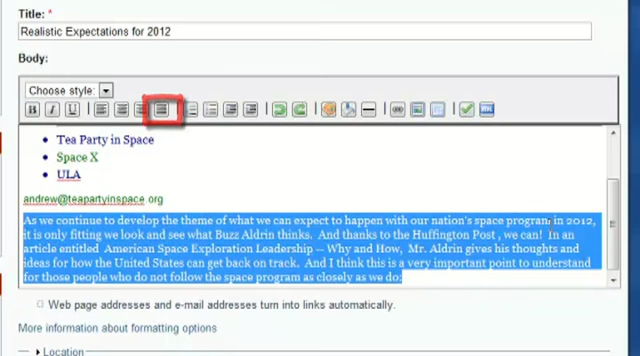 Title: *
Realistic Expectations for 2012
Body:
Choose style:
B I U
Tea Party in Space
Space X
ULA
andrew@teapartyinspace org
As we continue to develop the theme of what we can expect to happen with our nation's space program in 2012,
it is only fitting we look and see what Buzz Aldrin thinks. And thanks to the Huffington Post , we can! In an
article entitled American Space Exploration Leadership -- Why and How, Mr. Aldrin gives his thoughts and
ideas for how the United States can get back on track. And I think this is a very important point to understand
for those people who do not follow the space program as closely as we do:
Web page addresses and e-mail addresses turn into links automatically.
More information about formatting options
Location